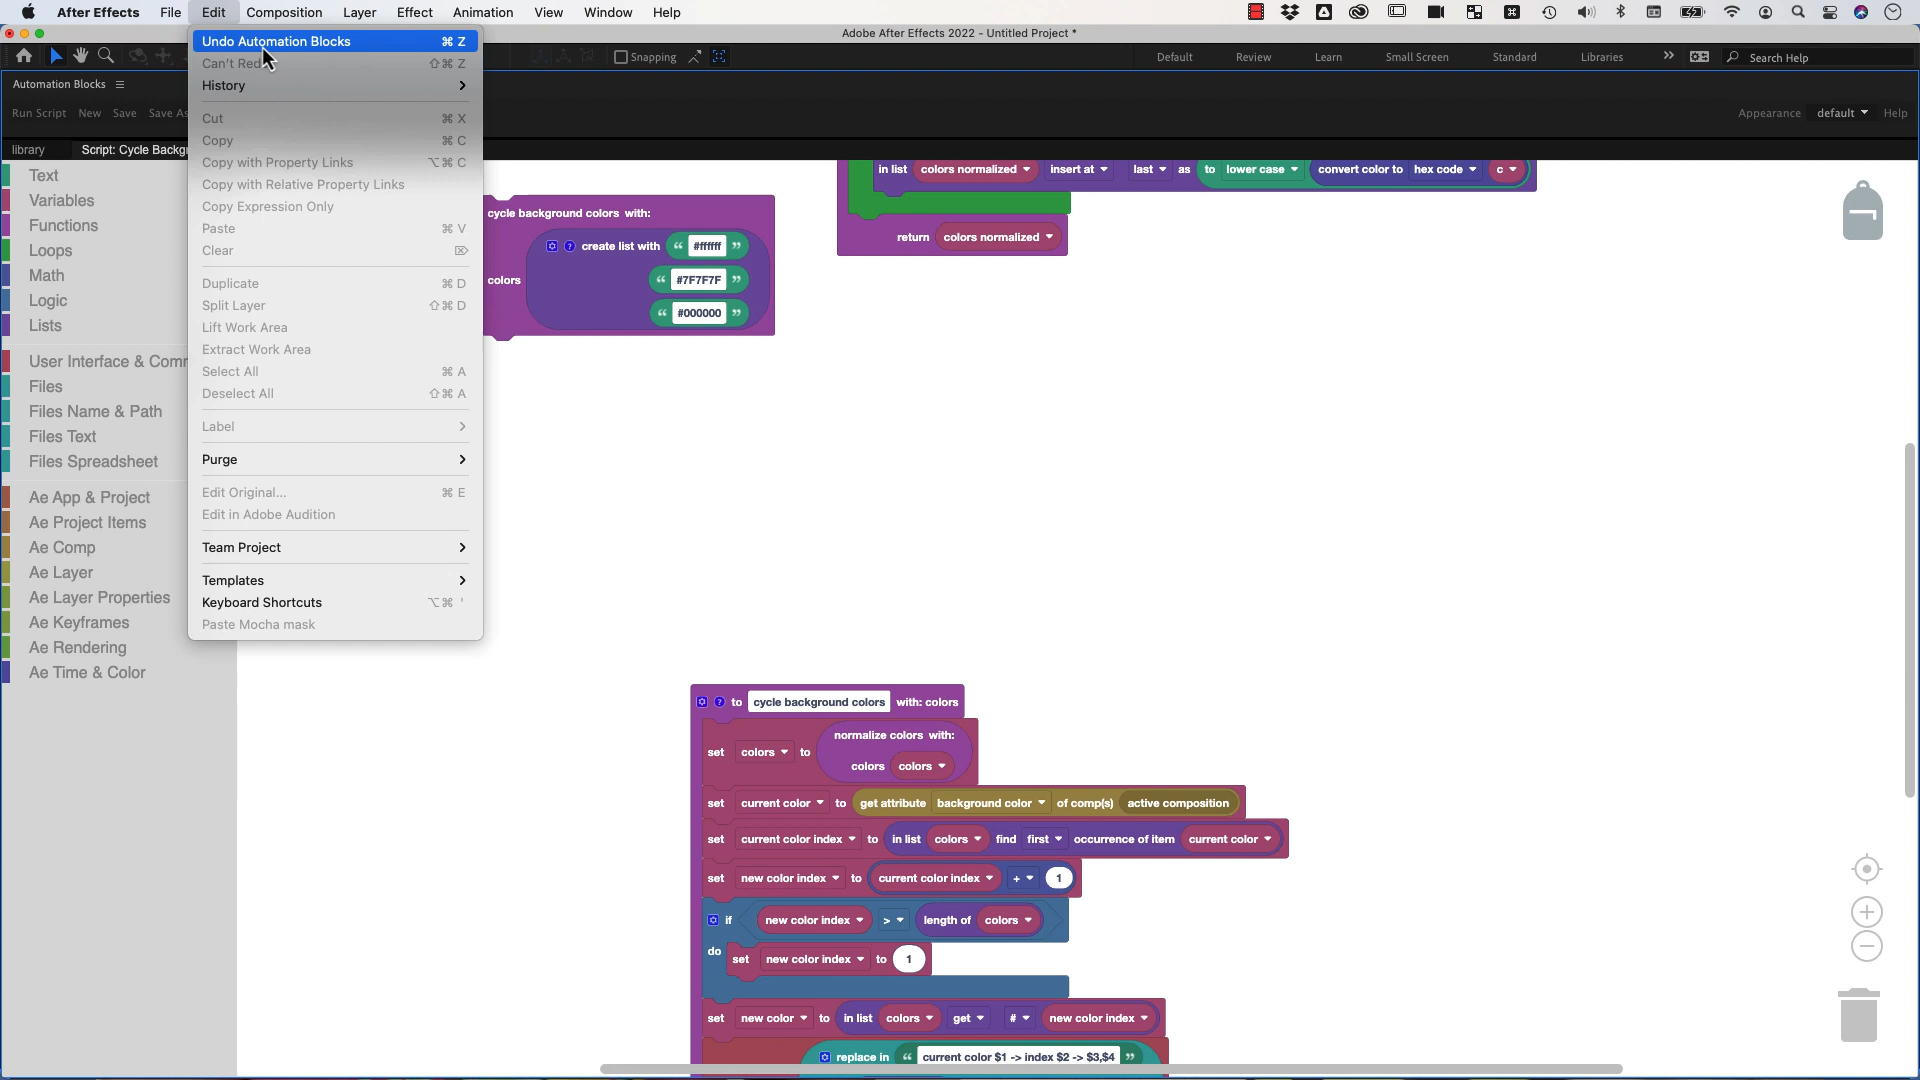 After Effects File Edit Composition Layer Effect Animation View Window Help
Adobe After Effects 2022 - Untitled Project *
Snapping Default Review Learn Small Screen Standard Libraries » Search Help
Automation Blocks
Run Script New Save Save As Appearance default Help
library Script: Cycle Backgr
Text
Variables
Functions
Loops
Math
Logic
Lists
User Interface & Comr
Files
Files Name & Path
Files Text
Files Spreadsheet
Ae App & Project
Ae Project Items
Ae Comp
Ae Layer
Ae Layer Properties
Ae Keyframes
Ae Rendering
Ae Time & Color
Undo Automation Blocks ⌘ Z
Can't Red ⇧⌘ Z
History
Cut ⌘ X
Copy ⌘ C
Copy with Property Links ⌥⌘ C
Copy with Relative Property Links
Copy Expression Only
Paste ⌘ V
Clear ⌦
Duplicate ⌘ D
Split Layer ⇧⌘ D
Lift Work Area
Extract Work Area
Select All ⌘ A
Deselect All ⇧⌘ A
Label
Purge
Edit Original... ⌘ E
Edit in Adobe Audition
Team Project
Templates
Keyboard Shortcuts ⌥⌘ '
Paste Mocha mask
in list colors normalized insert at last as to lower case convert color to hex code c
return colors normalized
cycle background colors with:
? create list with “ #ffffff ”
colors “ #7F7F7F ”
“ #000000 ”
? to cycle background colors with: colors
normalize colors with:
set colors to
colors colors
set current color to get attribute background color of comp(s) active composition
set current color index to in list colors find first occurrence of item current color
set new color index to current color index + 1
if new color index > length of colors
do set new color index to 1
set new color to in list colors get # new color index
replace in “ current color $1 -> index $2 -> $3,$4 ”